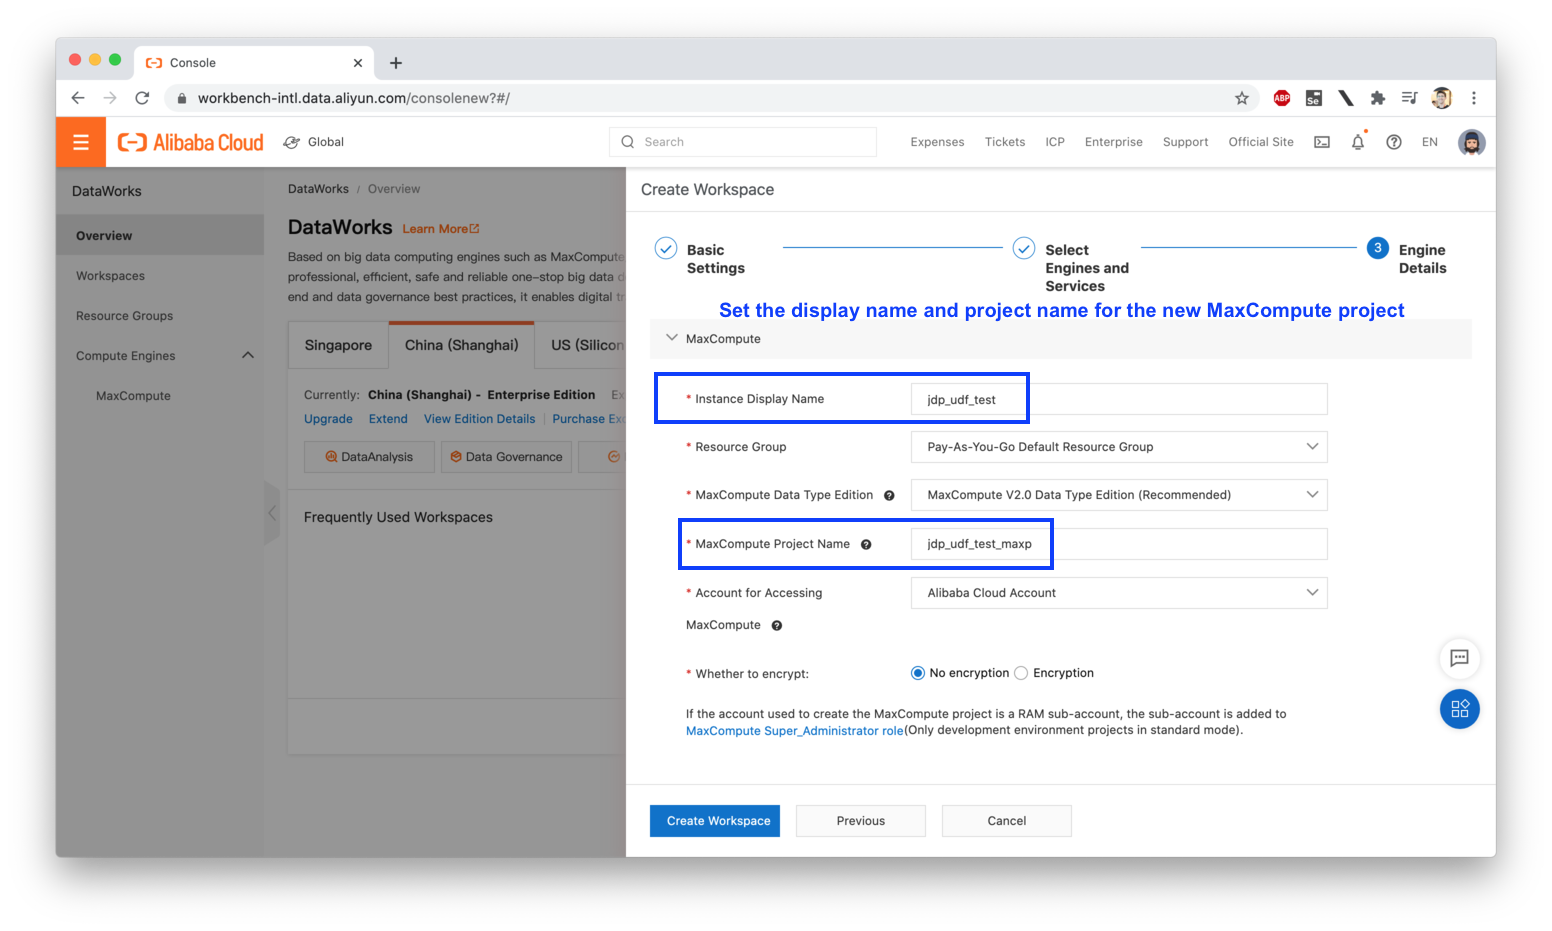 Console
workbench-intl.data.aliyun.com/consolenew?#/
ABP
Se
Alibaba Cloud
Global
Search
Expenses
Tickets
ICP
Enterprise
Support
Official Site
EN
DataWorks
Overview
Workspaces
Resource Groups
Compute Engines
MaxCompute
DataWorks / Overview
DataWorks Learn More
Based on big data computing engines such as MaxCompute
professional, efficient, safe and reliable one-stop big data d
end and data governance best practices, it enables digital tr
Singapore
China (Shanghai)
US (Silicon
Currently: China (Shanghai) - Enterprise Edition Ex
Upgrade Extend View Edition Details Purchase Exc
DataAnalysis
Data Governance
Frequently Used Workspaces
Create Workspace
Basic
Settings
Select
Engines and
Services
3
Engine
Details
Set the display name and project name for the new MaxCompute project
MaxCompute
* Instance Display Name
jdp_udf_test
* Resource Group
Pay-As-You-Go Default Resource Group
* MaxCompute Data Type Edition ?
MaxCompute V2.0 Data Type Edition (Recommended)
* MaxCompute Project Name ?
jdp_udf_test_maxp
* Account for Accessing
MaxCompute ?
Alibaba Cloud Account
* Whether to encrypt:
No encryption
Encryption
If the account used to create the MaxCompute project is a RAM sub-account, the sub-account is added to
MaxCompute Super_Administrator role(Only development environment projects in standard mode).
Create Workspace
Previous
Cancel